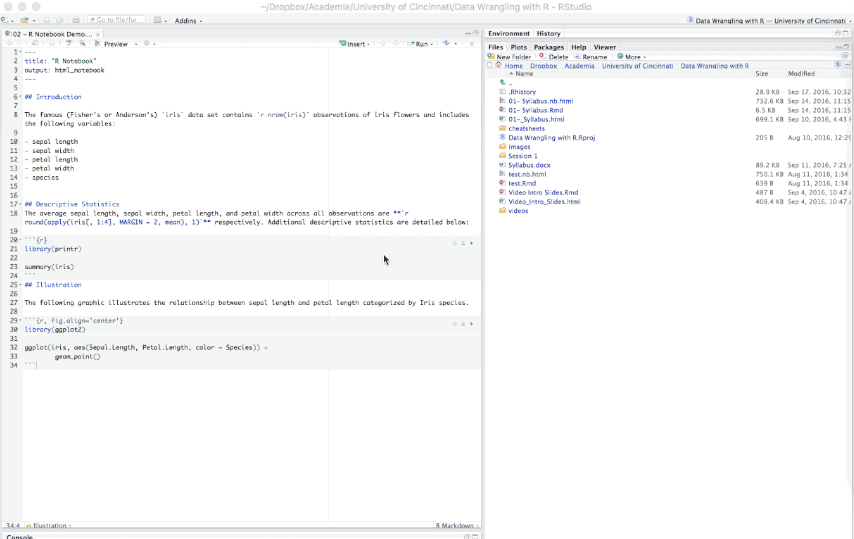 ~/Dropbox/Academia/University of Cincinnati/Data Wrangling with R - RStudio
Go to file/fun
Addins
Data Wrangling with R — University of Cincinnati
02 - R Notebook Demo....
Preview
Insert
Run
1 ---
2 title: "R Notebook"
3 output: html_notebook
4 ---
5
6 ## Introduction
7
8 The famous (Fisher's or Anderson's) `iris` data set contains `r nrow(iris)` observations of iris flowers and includes
the following variables:
9
10 - sepal length
11 - sepal width
12 - petal length
13 - petal width
14 - species
15
16
17 ## Descriptive Statistics
18 The average sepal length, sepal width, petal length, and petal width across all observations are **`r
round(apply(iris[, 1:4], MARGIN = 2, mean), 1)`** respectively. Additional descriptive statistics are detailed below:
19
20 ```{r}
21 library(printr)
22
23 summary(iris)
24 ```
25 ## Illustration
26
27 The following graphic illustrates the relationship between sepal length and petal length categorized by Iris species.
28
29 ```{r, fig.align='center'}
30 library(ggplot2)
31
32 ggplot(iris, aes(Sepal.Length, Petal.Length, color = Species)) +
33 geom_point()
34 ```
34:4 Illustration
R Markdown
Console
Environment History
Files Plots Packages Help Viewer
New Folder Delete Rename More
Home Dropbox Academia University of Cincinnati Data Wrangling with R
Name Size Modified
..
.Rhistory 28.9 KB Sep 17, 2016, 10:32
01- Syllabus.nb.html 732.6 KB Sep 14, 2016, 11:15
01- Syllabus.Rmd 6.5 KB Sep 14, 2016, 11:15
01-_Syllabus.html 699.1 KB Sep 10, 2016, 4:43
cheatsheets
Data Wrangling with R.Rproj 205 B Aug 10, 2016, 12:29
images
Session 1
Syllabus.docx 89.2 KB Sep 11, 2016, 7:25
test.nb.html 750.1 KB Aug 11, 2016, 1:34
test.Rmd 639 B Aug 11, 2016, 1:34
Video Intro Slides.Rmd 487 B Sep 4, 2016, 10:47
Video_Intro_Slides.html 408.4 KB Sep 4, 2016, 10:47
videos